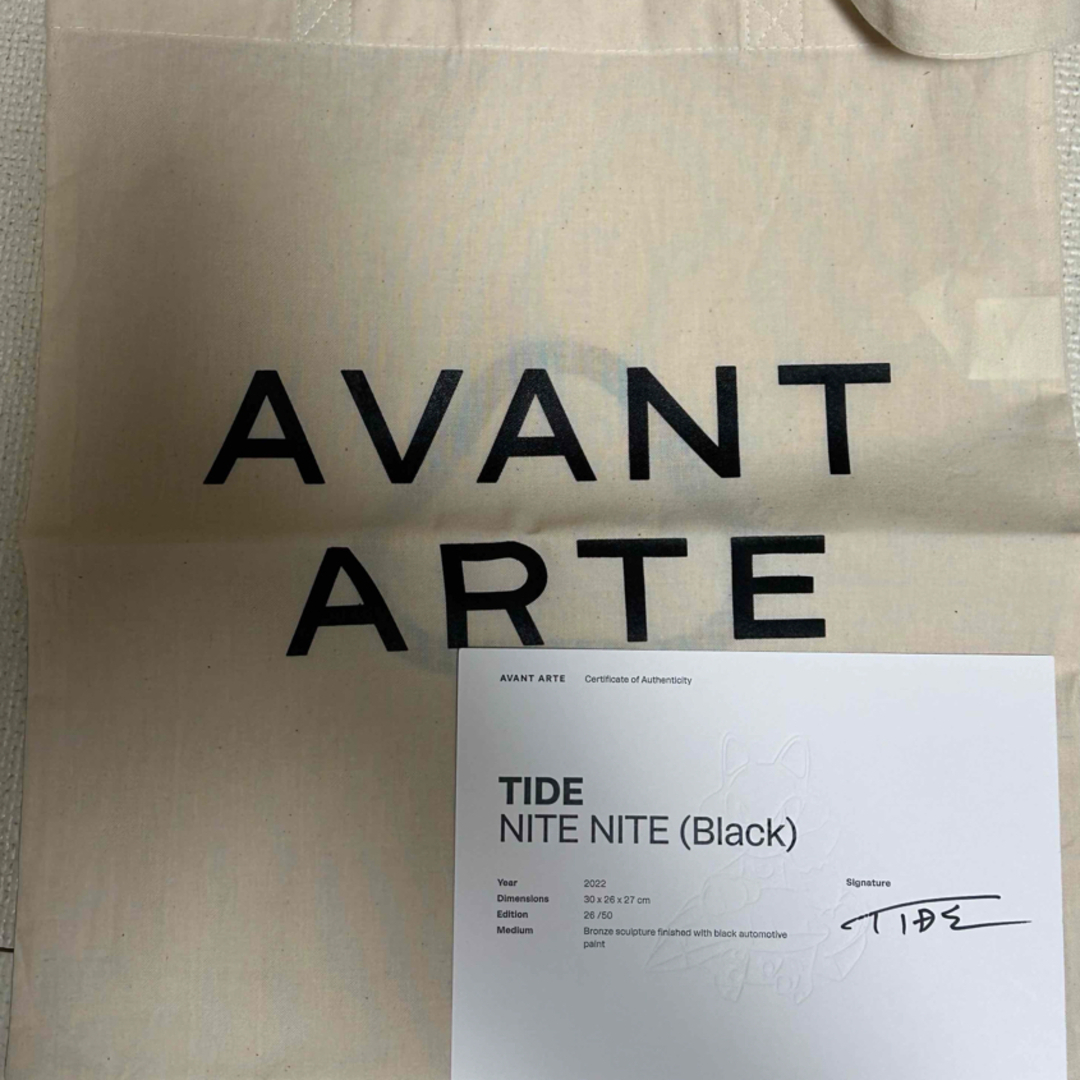 AVANT
ARTE
AVANT ARTE Certificate of Authenticity
TIDE
NITE NITE (Black)
Year 2022
Dimensions 30 x 26 x 27 cm
Edition 26 /50
Medium Bronze sculpture finished with black automotive
paint
Signature
TIDE